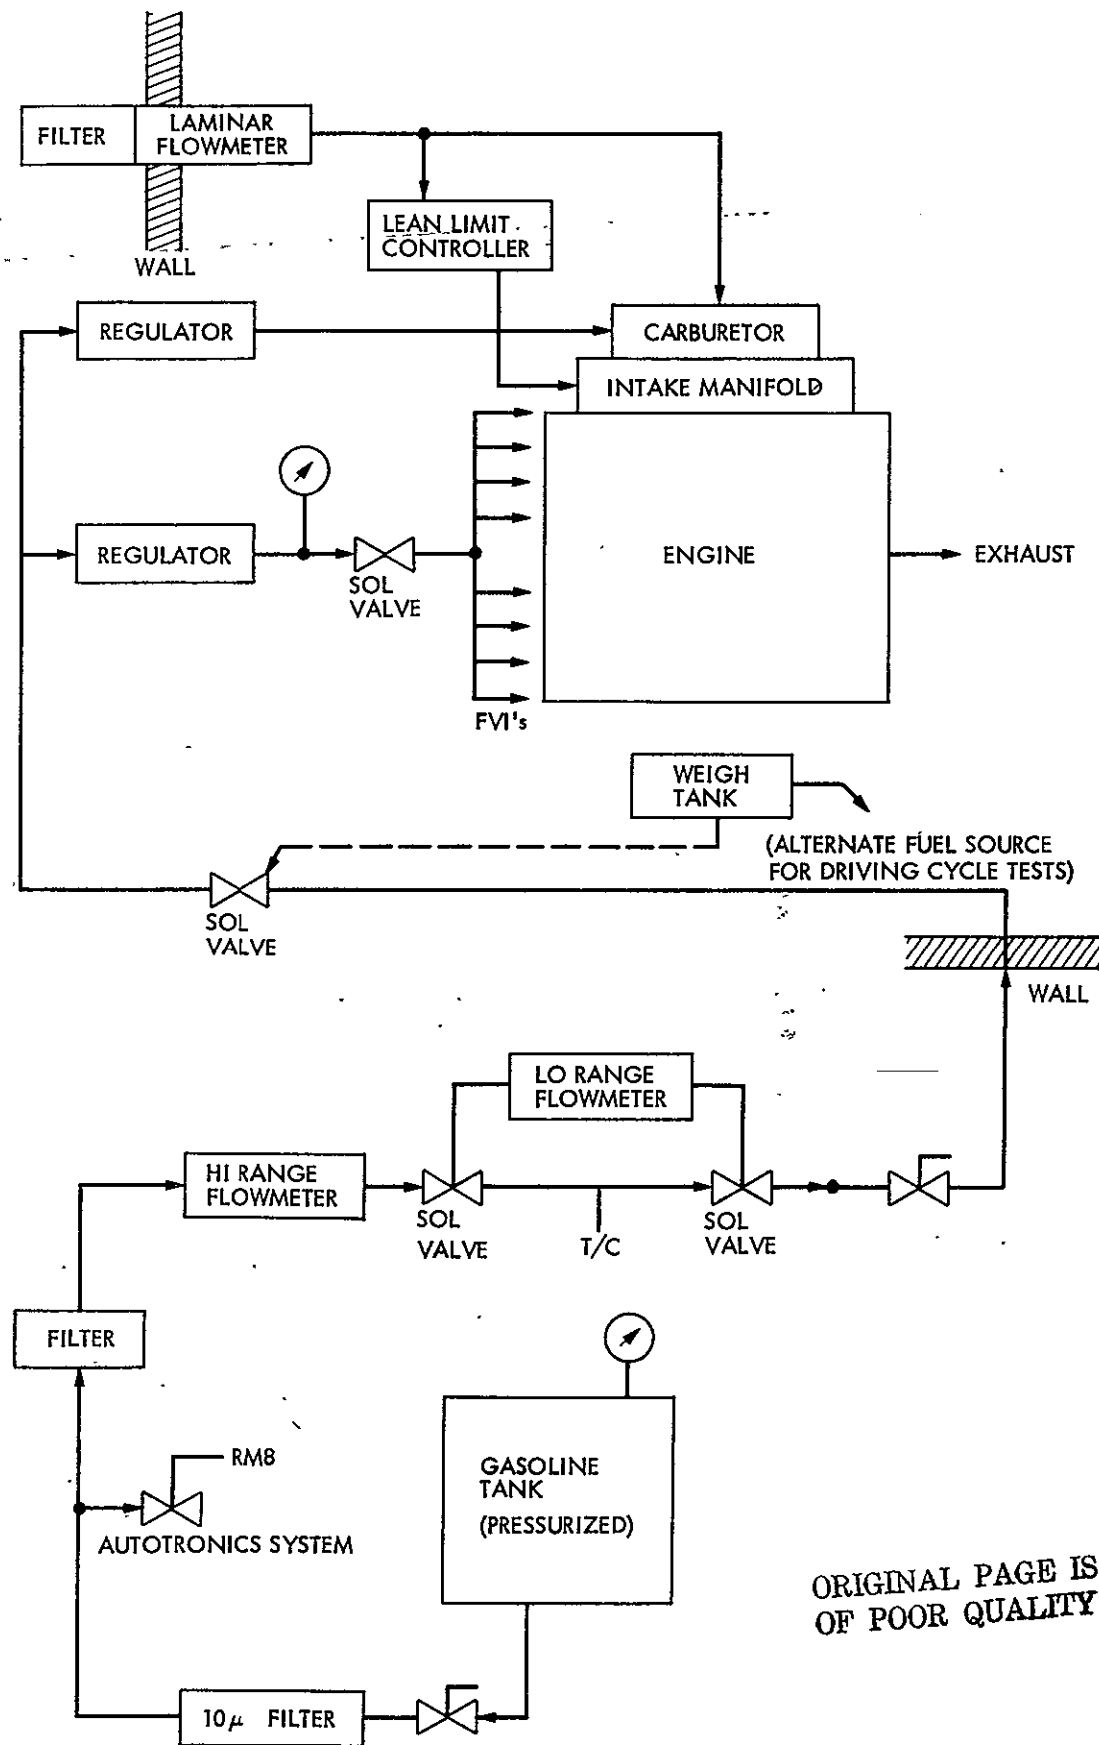 FILTER
LAMINAR
FLOWMETER
WALL
LEAN LIMIT
CONTROLLER
REGULATOR
CARBURETOR
INTAKE MANIFOLD
REGULATOR
SOL
VALVE
ENGINE
EXHAUST
FVI's
WEIGH
TANK
(ALTERNATE FUEL SOURCE
FOR DRIVING CYCLE TESTS)
SOL
VALVE
WALL
LO RANGE
FLOWMETER
HI RANGE
FLOWMETER
SOL
VALVE
T/C
SOL
VALVE
FILTER
RM8
AUTOTRONICS SYSTEM
GASOLINE
TANK
(PRESSURIZED)
10μ FILTER
ORIGINAL PAGE IS
OF POOR QUALITY